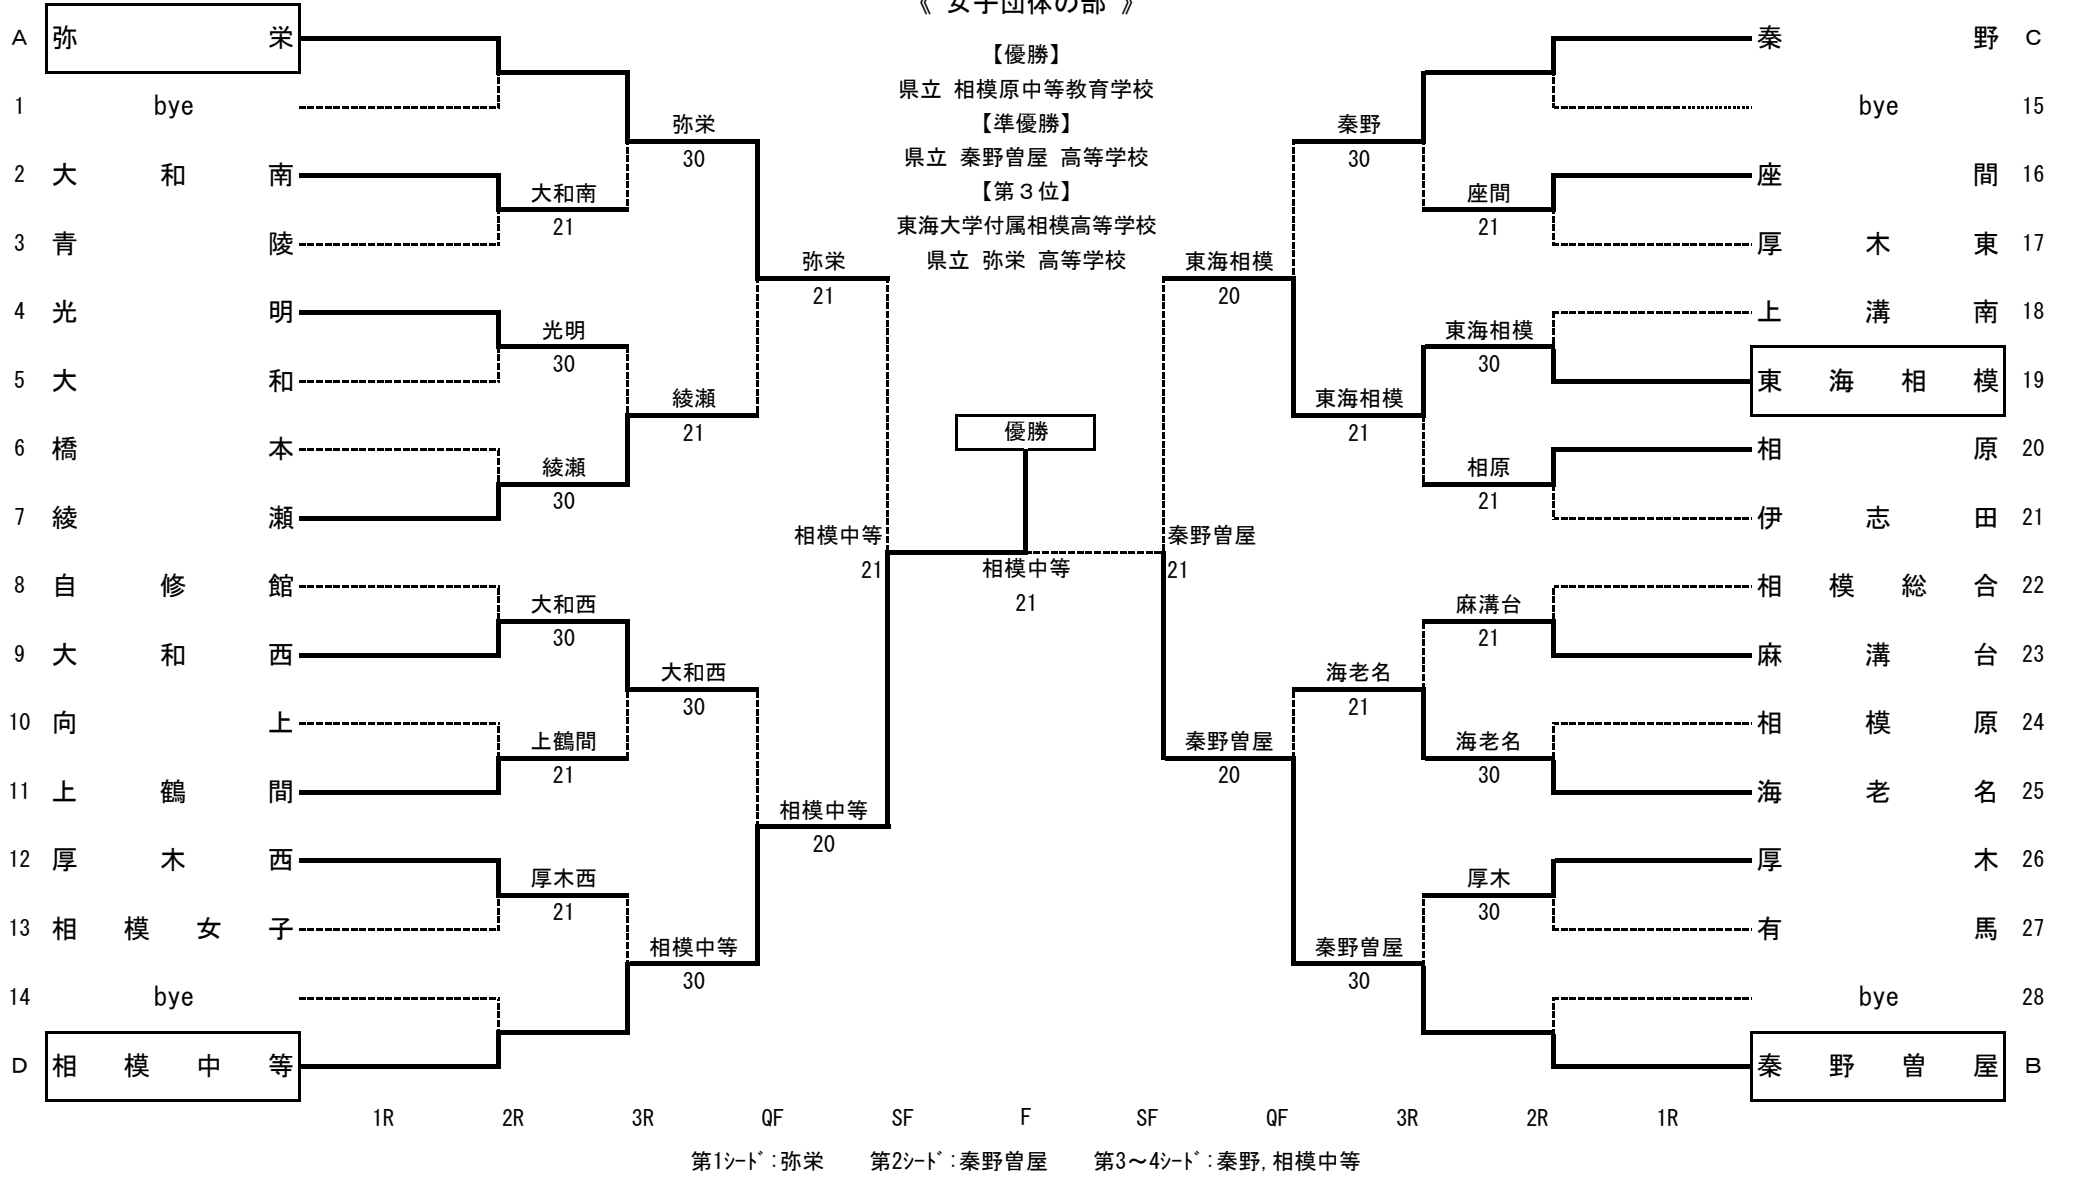 《 女子団体の部 》
A 弥栄
1 bye
2 大和南
3 青陵
4 光明
5 大和
6 橋本
7 綾瀬
8 自修館
9 大和西
10 向上
11 上鶴間
12 厚木西
13 相模女子
14 bye
D 相模中等
大和南
21
光明
30
綾瀬
30
大和西
30
上鶴間
21
厚木西
21
弥栄
30
綾瀬
21
大和西
30
相模中等
30
弥栄
21
相模中等
20
相模中等
21
【優勝】
県立 相模原中等教育学校
【準優勝】
県立 秦野曽屋 高等学校
【第３位】
東海大学付属相模高等学校
県立 弥栄 高等学校
優勝
相模中等
21
秦野曽屋
21
東海相模
20
秦野曽屋
20
秦野
30
東海相模
21
海老名
21
秦野曽屋
30
座間
21
東海相模
30
相原
21
麻溝台
21
海老名
30
厚木
30
秦野 C
bye 15
座間 16
厚木東 17
上溝南 18
東海相模 19
相原 20
伊志田 21
相模総合 22
麻溝台 23
相模原 24
海老名 25
厚木 26
有馬 27
bye 28
秦野曽屋 B
1R 2R 3R QF SF F SF QF 3R 2R 1R
第1ｼｰﾄﾞ:弥栄 第2ｼｰﾄﾞ:秦野曽屋 第3～4ｼｰﾄﾞ:秦野,相模中等